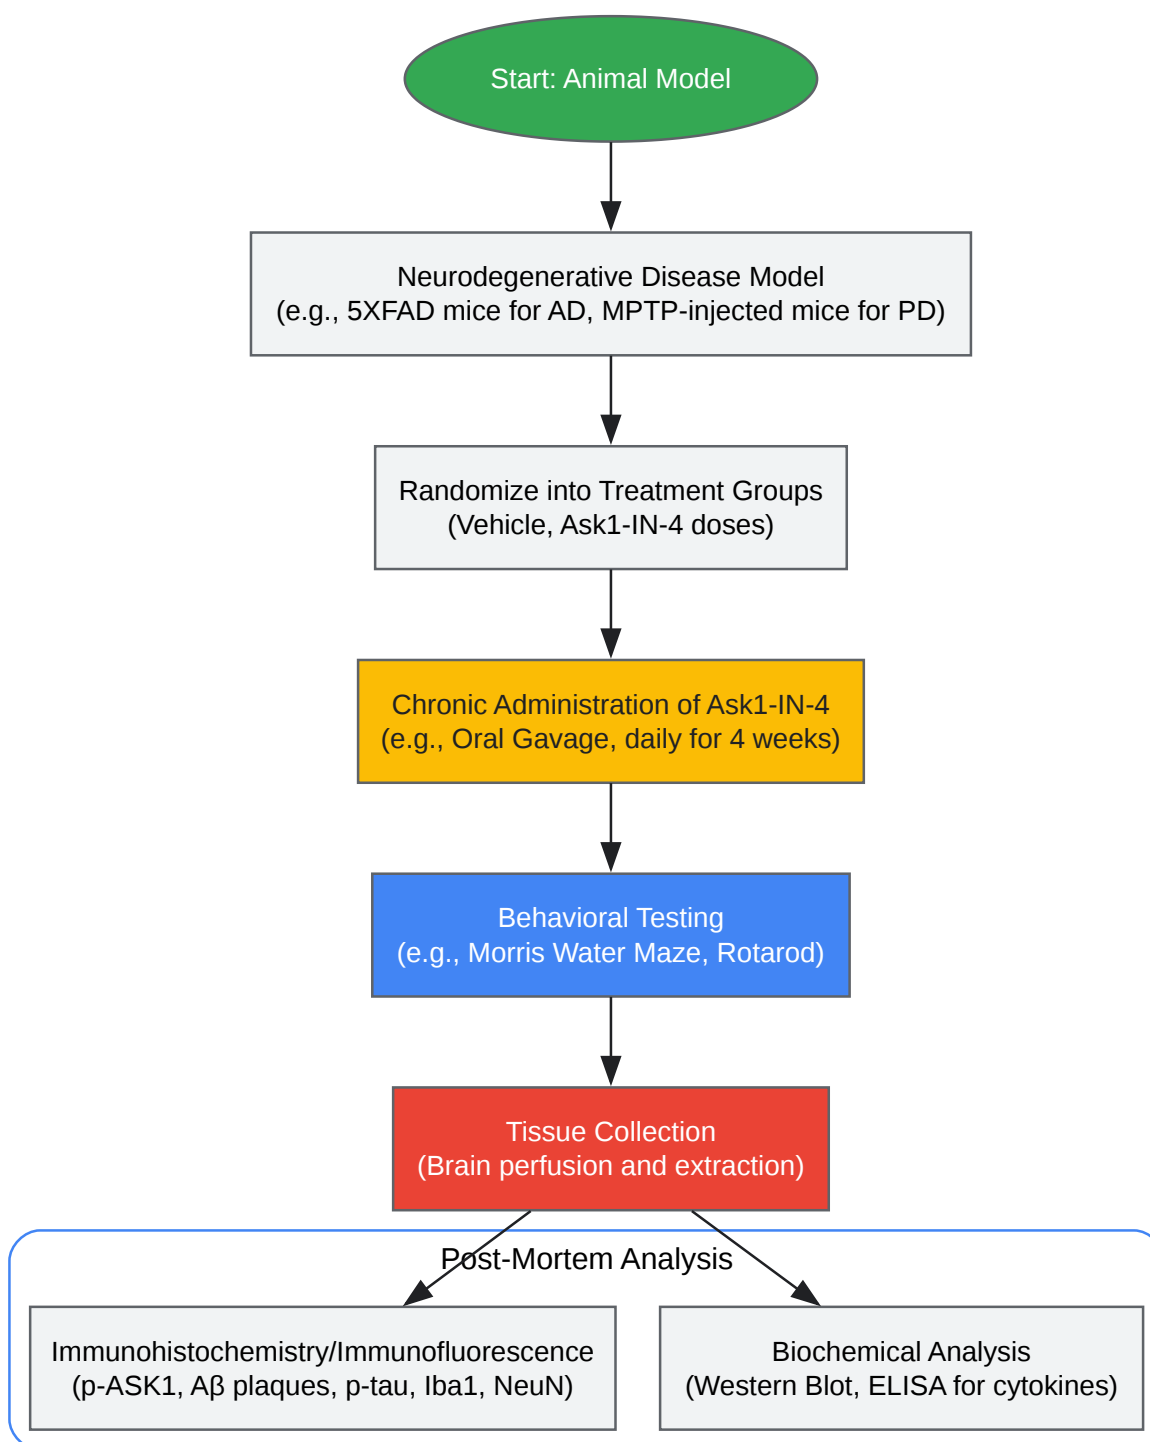 Start: Animal Model
Neurodegenerative Disease Model
(e.g., 5XFAD mice for AD, MPTP-injected mice for PD)
Randomize into Treatment Groups
(Vehicle, Ask1-IN-4 doses)
Chronic Administration of Ask1-IN-4
(e.g., Oral Gavage, daily for 4 weeks)
Behavioral Testing
(e.g., Morris Water Maze, Rotarod)
Tissue Collection
(Brain perfusion and extraction)
Post-Mortem Analysis
Immunohistochemistry/Immunofluorescence
(p-ASK1, Aβ plaques, p-tau, Iba1, NeuN)
Biochemical Analysis
(Western Blot, ELISA for cytokines)